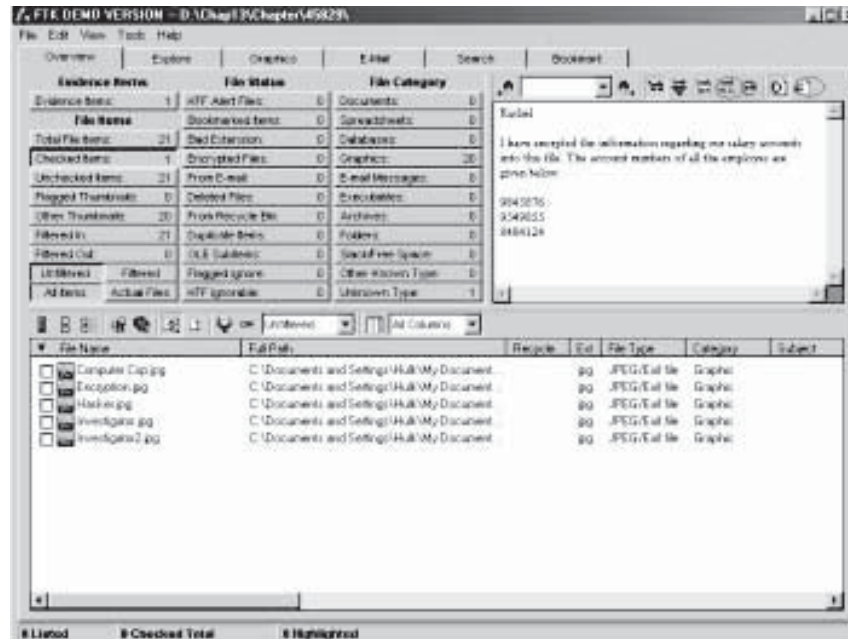 FTK DEMO VERSION -- D:\Chap13\Chapter\45829\
File Edit View Tools Help
Overview Explore Graphics E-Mail Search Bookmark
Evidence Items File Status File Category
Evidence Items: 1 KFF Alert Files: 0 Documents: 0
File Items Bookmarked Items: 0 Spreadsheets: 0
Total File Items: 21 Bad Extension: 0 Databases: 0
Checked Items: 1 Encrypted Files: 0 Graphics: 20
Unchecked Items: 21 From E-mail: 0 E-mail Messages: 0
Flagged Thumbnails: 0 Deleted Files: 0 Executables: 0
Other Thumbnails: 20 From Recycle Bin: 0 Archives: 0
Filtered In: 21 Duplicate Items: 0 Folders: 0
Filtered Out: 0 OLE Subitems: 0 Slack/Free Space: 0
Unfiltered Filtered Flagged Ignore: 0 Other Known Type: 0
All Items Actual Files KFF Ignorable: 0 Unknown Type: 1
I have encrypted the information regarding our salary accounts
into this file. The account numbers of all the employee are
given below
9845876
9349855
8484124
Unfiltered All Columns
File Name Full Path Recycle Ext File Type Category Subject
Computer Cop.jpg C:\Documents and Settings\Hulk\My Document jpg JPEG/Exif file Graphic
Encryption.jpg C:\Documents and Settings\Hulk\My Document jpg JPEG/Exif file Graphic
Hacker.jpg C:\Documents and Settings\Hulk\My Document jpg JPEG/Exif file Graphic
Investigator.jpg C:\Documents and Settings\Hulk\My Document jpg JPEG/Exif file Graphic
Investigator2.jpg C:\Documents and Settings\Hulk\My Document jpg JPEG/Exif file Graphic
Listed 0 Checked Total 0 Highlighted